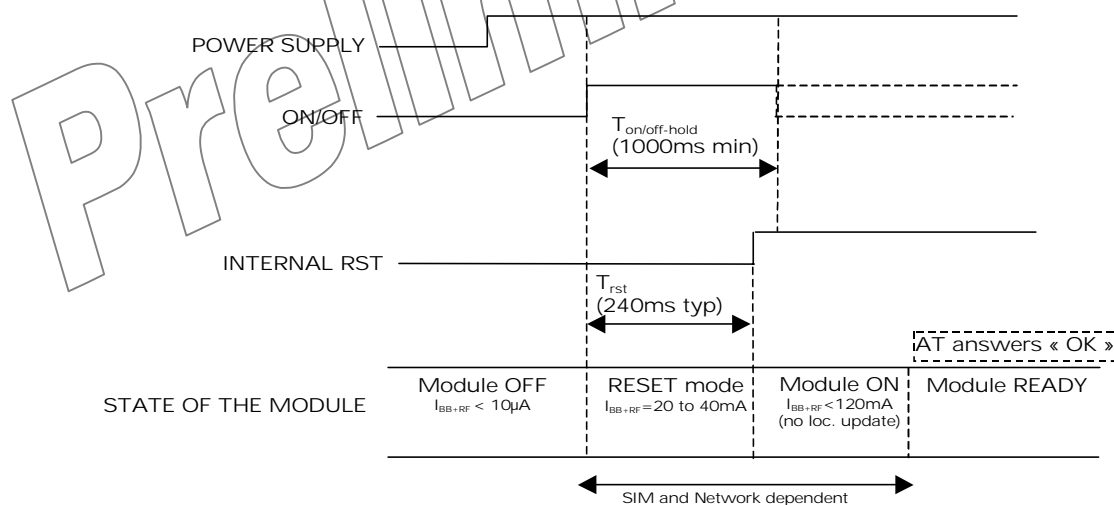 POWER SUPPLY
ON/OFF
Ton/off-hold
(1000ms min)
INTERNAL RST
Trst
(240ms typ)
AT answers « OK »
STATE OF THE MODULE
Module OFF
IBB+RF < 10µA
RESET mode
IBB+RF=20 to 40mA
Module ON
IBB+RF<120mA
(no loc. update)
Module READY
SIM and Network dependent